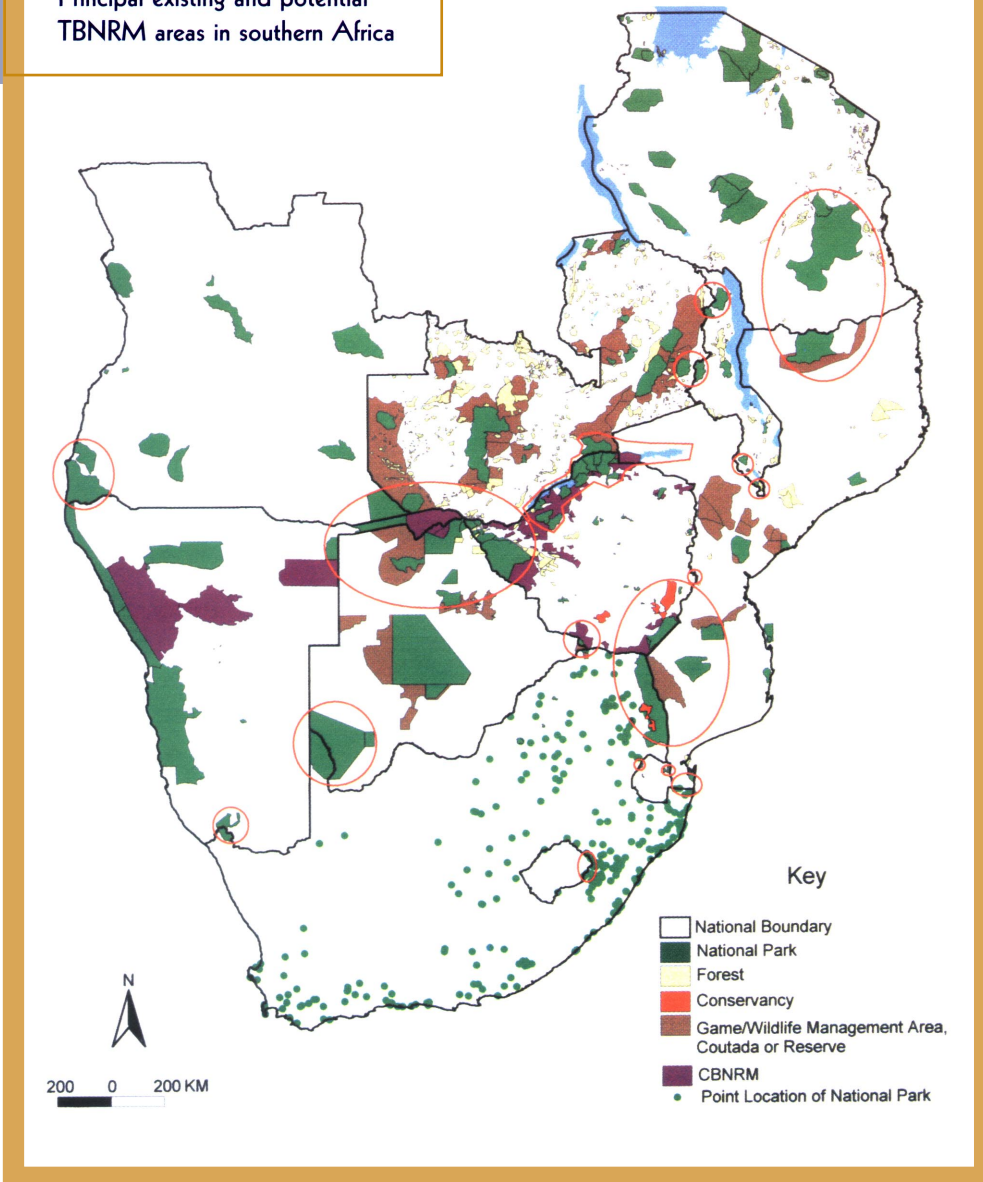 Principal existing and potential
TBNRM areas in southern Africa
Key
National Boundary
National Park
Forest
Conservancy
Game/Wildlife Management Area,
Coutada or Reserve
CBNRM
Point Location of National Park
N
200 0 200 KM